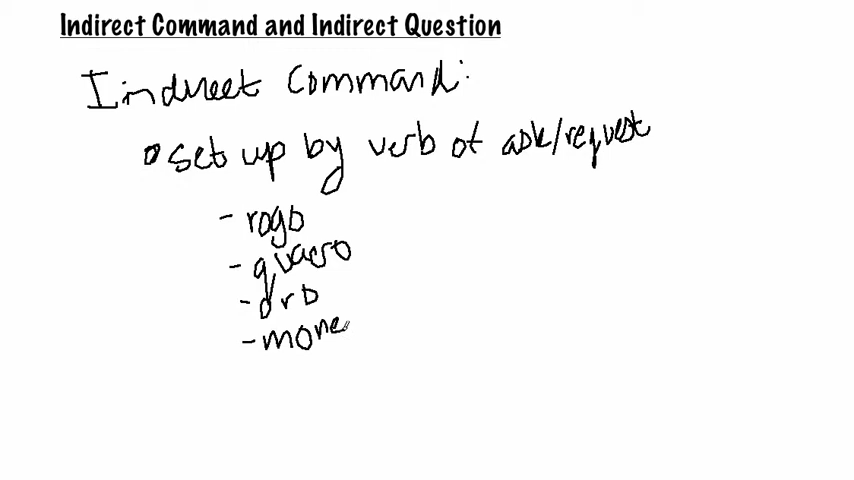 Indirect Command and Indirect Question
Indirect Command:
set up by verb of ask/request
- rogo
- quaero
- oro
- mone